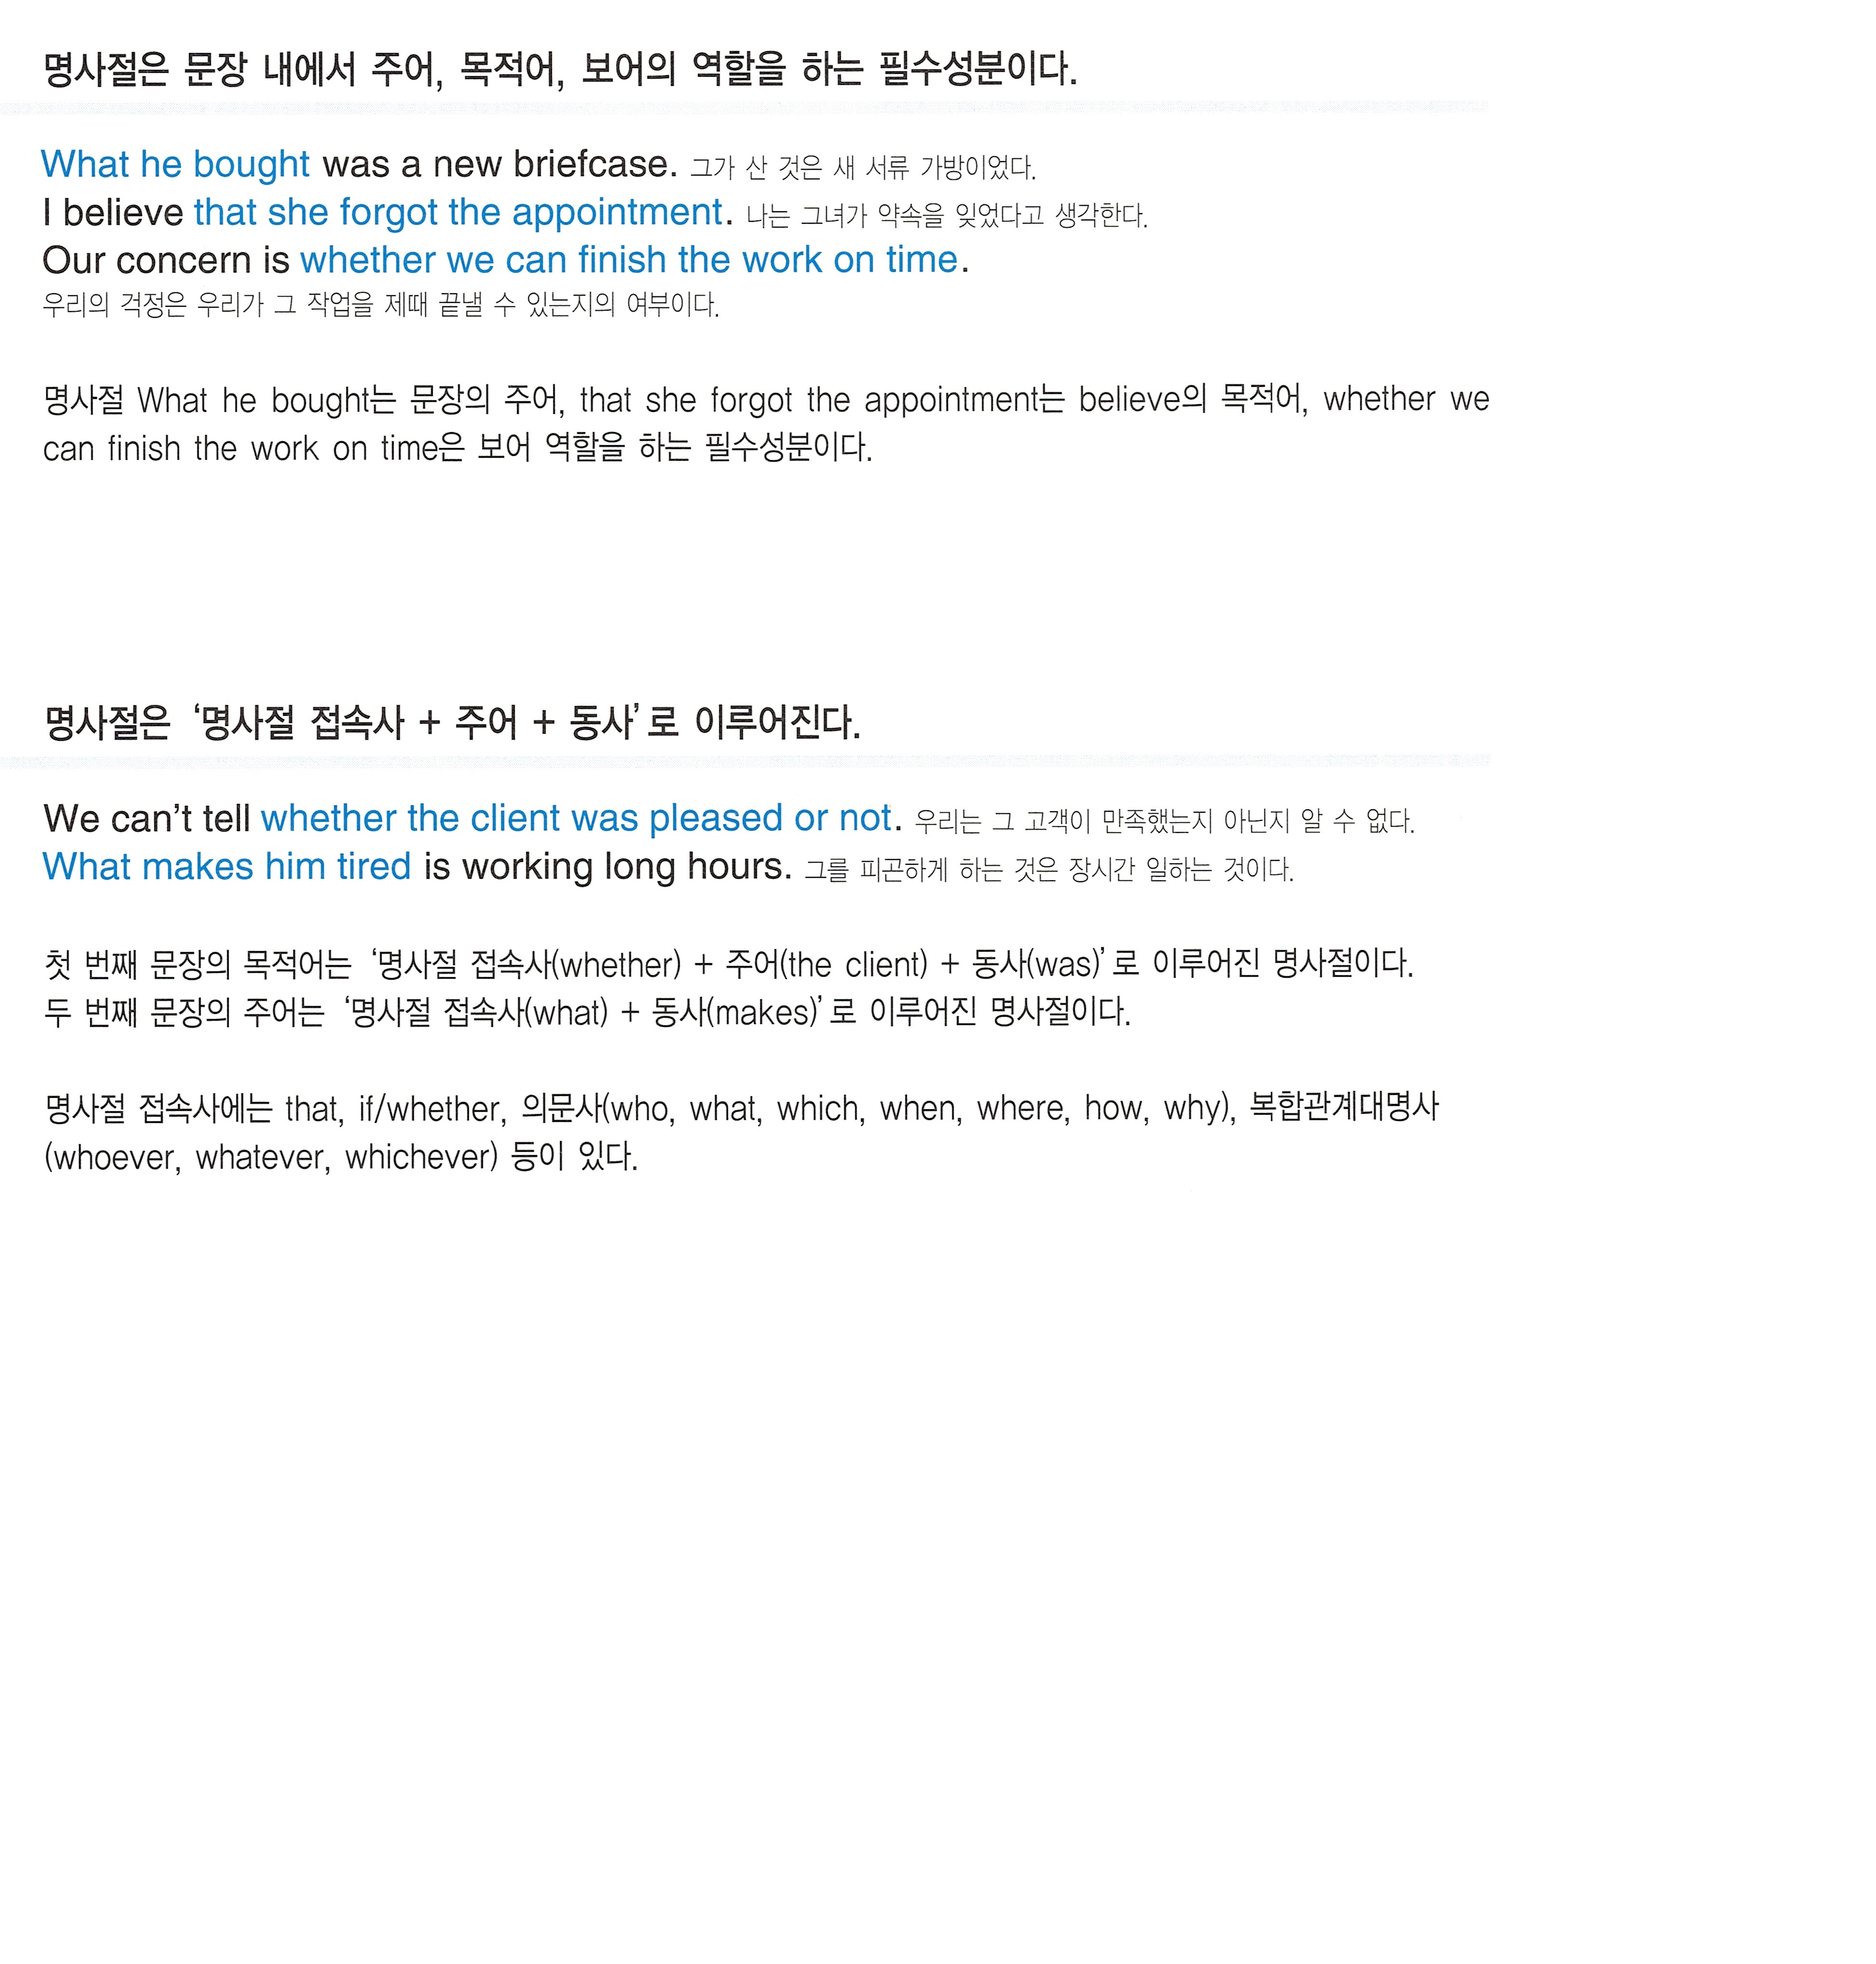 명사절은 문장 내에서 주어, 목적어, 보어의 역할을 하는 필수성분이다.
What he bought was a new briefcase. 그가 산 것은 새 서류 가방이었다.
I believe that she forgot the appointment. 나는 그녀가 약속을 잊었다고 생각한다.
Our concern is whether we can finish the work on time.
우리의 걱정은 우리가 그 작업을 제때 끝낼 수 있는지의 여부이다.
명사절 What he bought는 문장의 주어, that she forgot the appointment는 believe의 목적어, whether we
can finish the work on time은 보어 역할을 하는 필수성분이다.
명사절은 ‘명사절 접속사 + 주어 + 동사’로 이루어진다.
We can’t tell whether the client was pleased or not. 우리는 그 고객이 만족했는지 아닌지 알 수 없다.
What makes him tired is working long hours. 그를 피곤하게 하는 것은 장시간 일하는 것이다.
첫 번째 문장의 목적어는 ‘명사절 접속사(whether) + 주어(the client) + 동사(was)’로 이루어진 명사절이다.
두 번째 문장의 주어는 ‘명사절 접속사(what) + 동사(makes)’로 이루어진 명사절이다.
명사절 접속사에는 that, if/whether, 의문사(who, what, which, when, where, how, why), 복합관계대명사
(whoever, whatever, whichever) 등이 있다.